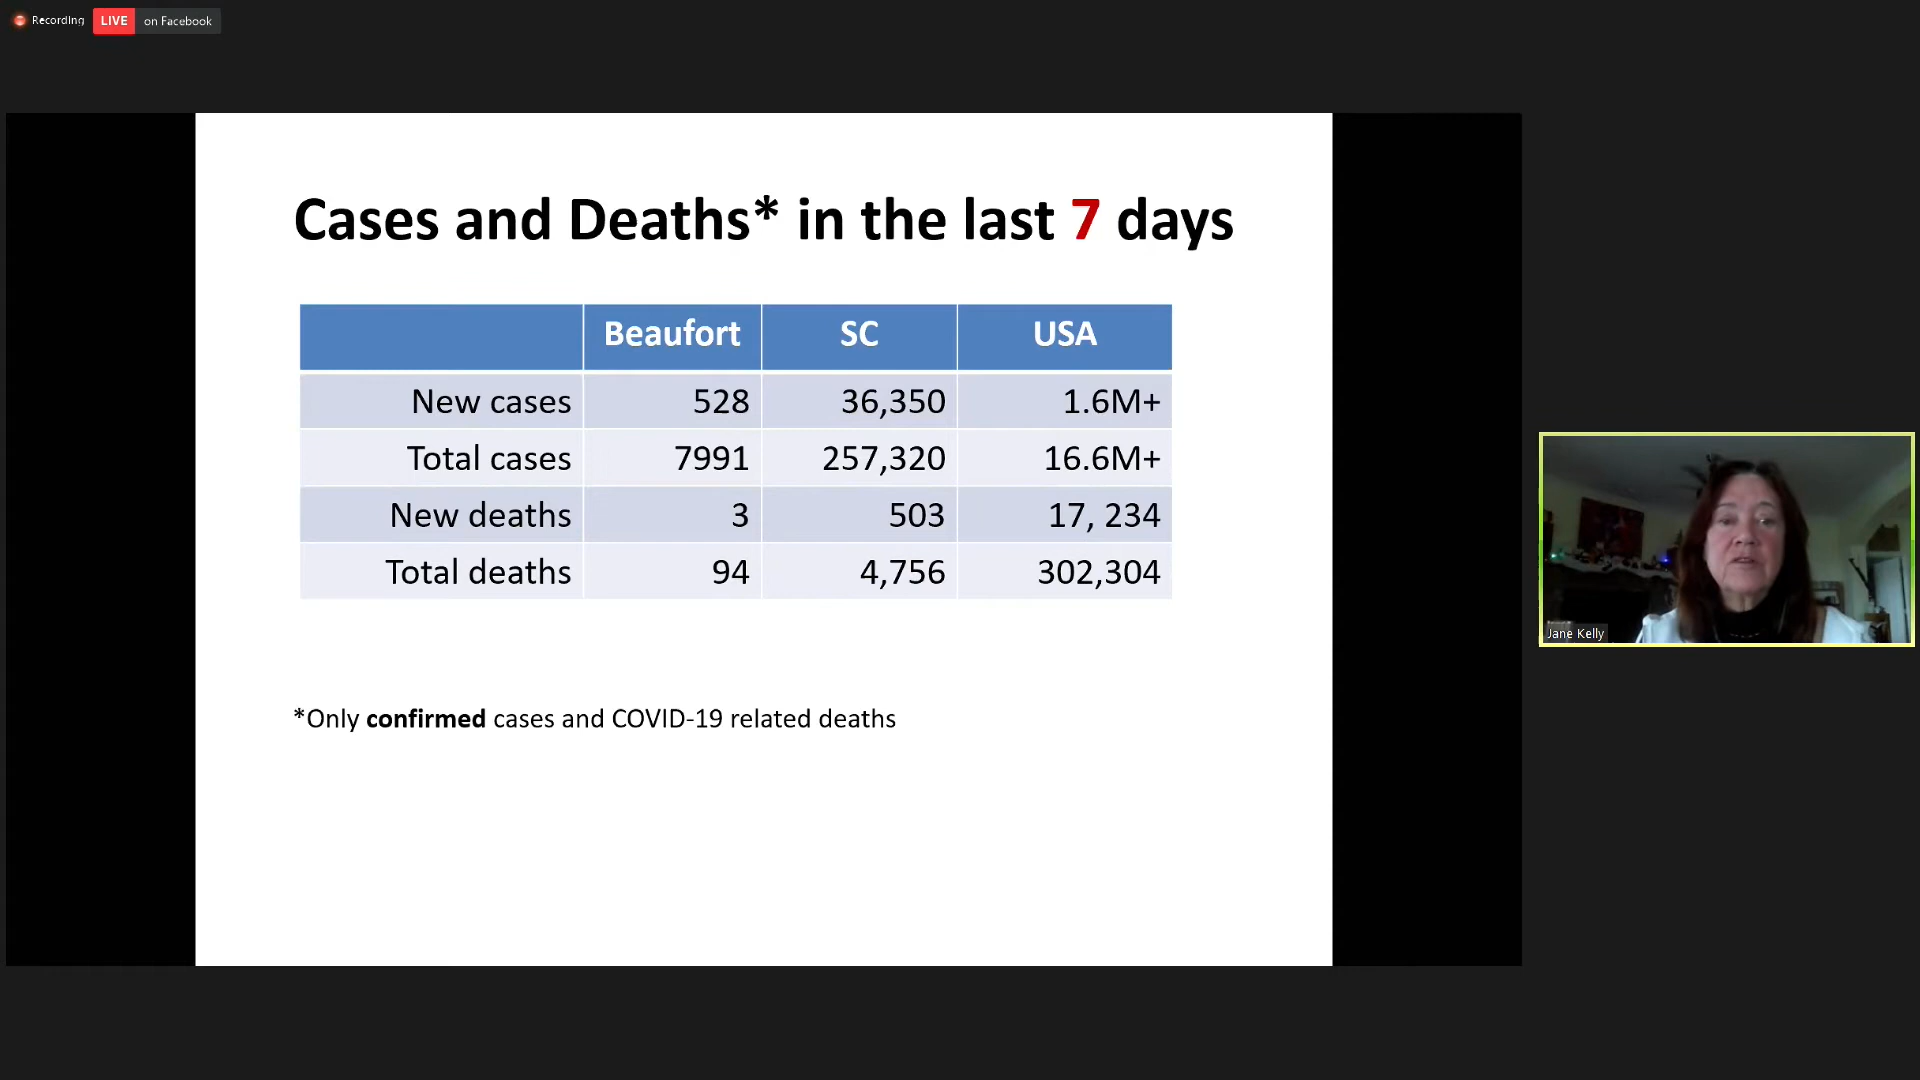 Recording LIVE on Facebook
Cases and Deaths* in the last 7 days
Beaufort SC USA
New cases 528 36,350 1.6M+
Total cases 7991 257,320 16.6M+
New deaths 3 503 17, 234
Total deaths 94 4,756 302,304
*Only confirmed cases and COVID-19 related deaths
Jane Kelly